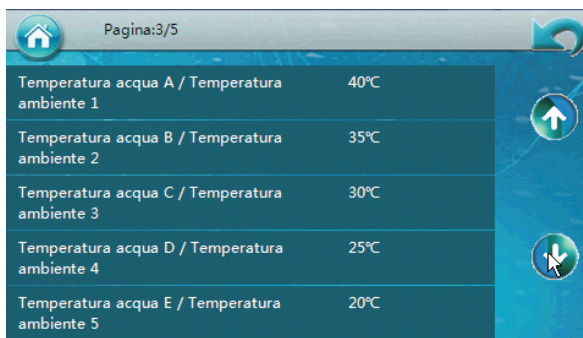 Pagina:3/5
Temperatura acqua A / Temperatura 40℃
ambiente 1
Temperatura acqua B / Temperatura 35℃
ambiente 2
Temperatura acqua C / Temperatura 30℃
ambiente 3
Temperatura acqua D / Temperatura 25℃
ambiente 4
Temperatura acqua E / Temperatura 20℃
ambiente 5